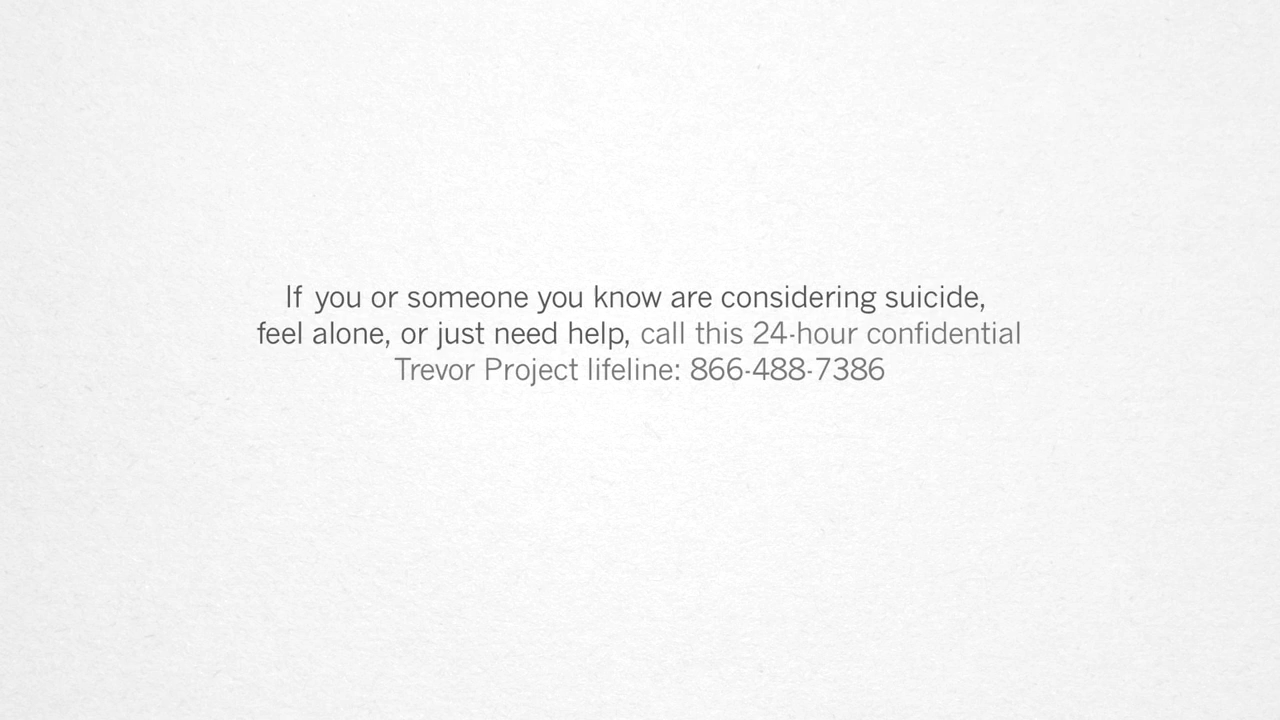 If you or someone you know are considering suicide,
feel alone, or just need help, call this 24-hour confidential
Trevor Project lifeline: 866-488-7386